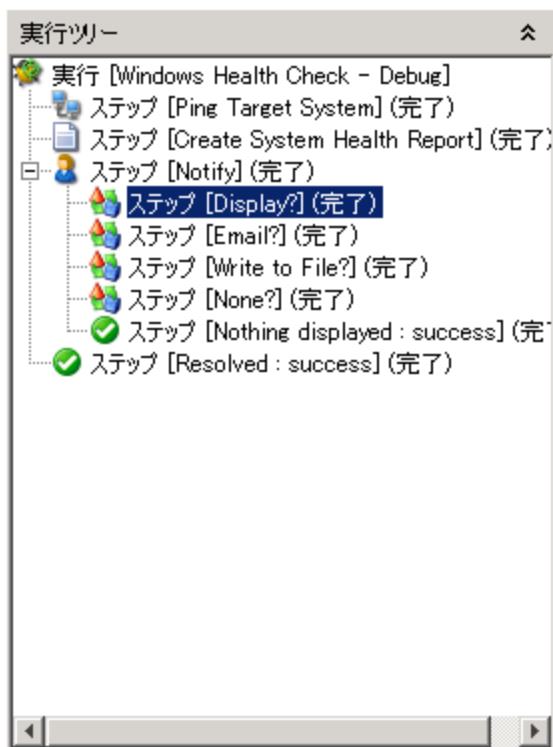 実行ツリー
実行 [Windows Health Check - Debug]
ステップ [Ping Target System] (完了)
ステップ [Create System Health Report] (完了)
ステップ [Notify] (完了)
ステップ [Display?] (完了)
ステップ [Email?] (完了)
ステップ [Write to File?] (完了)
ステップ [None?] (完了)
ステップ [Nothing displayed : success] (完
ステップ [Resolved : success] (完了)